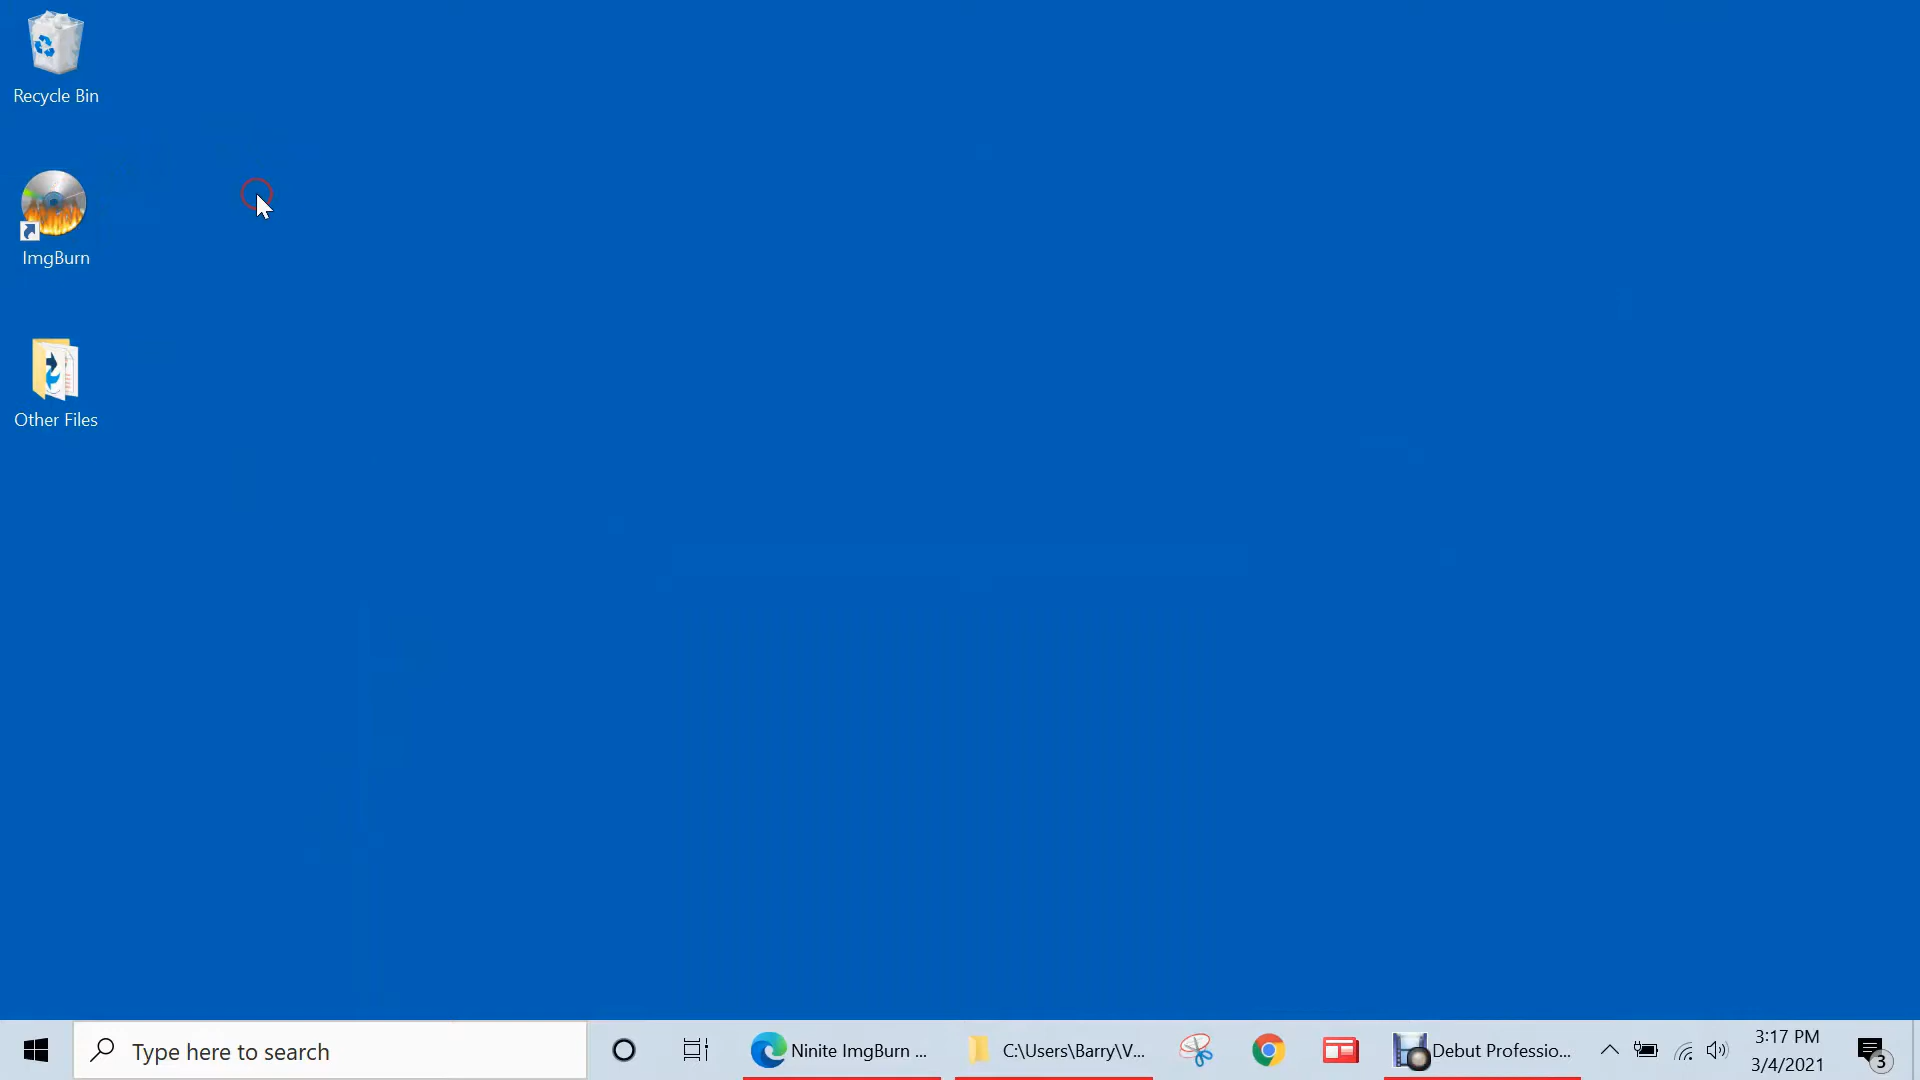 Recycle Bin
ImgBurn
Other Files
Type here to search
Ninite ImgBurn ...
C:\Users\Barry\V...
Debut Professio...
3:17 PM
3/4/2021
3